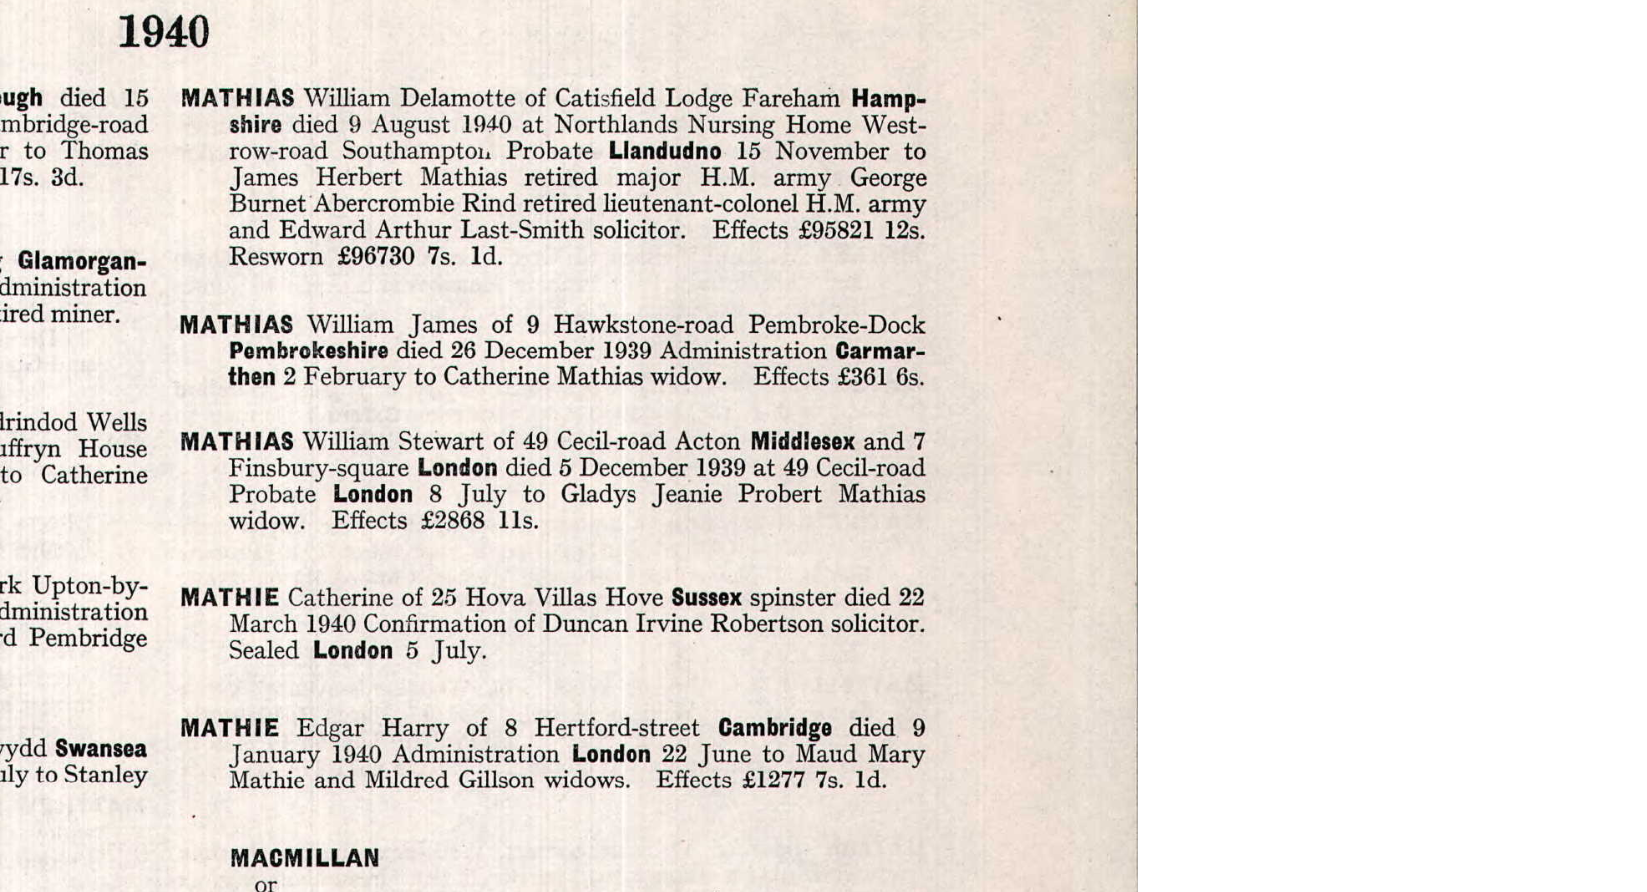 1940
ugh died 15
mbridge-road
r to Thomas
17s. 3d.
Glamorgan-
dministration
ired miner.
drindod Wells
uffryn House
to Catherine
rk Upton-by-
dministration
rd Pembridge
wydd Swansea
uly to Stanley
MATHIAS William Delamotte of Catisfield Lodge Fareham Hamp-
shire died 9 August 1940 at Northlands Nursing Home West-
row-road Southampton Probate Llandudno 15 November to
James Herbert Mathias retired major H.M. army George
Burnet Abercrombie Rind retired lieutenant-colonel H.M. army
and Edward Arthur Last-Smith solicitor. Effects £95821 12s.
Resworn £96730 7s. 1d.
MATHIAS William James of 9 Hawkstone-road Pembroke-Dock
Pembrokeshire died 26 December 1939 Administration Carmar-
then 2 February to Catherine Mathias widow. Effects £361 6s.
MATHIAS William Stewart of 49 Cecil-road Acton Middlesex and 7
Finsbury-square London died 5 December 1939 at 49 Cecil-road
Probate London 8 July to Gladys Jeanie Probert Mathias
widow. Effects £2868 11s.
MATHIE Catherine of 25 Hova Villas Hove Sussex spinster died 22
March 1940 Confirmation of Duncan Irvine Robertson solicitor.
Sealed London 5 July.
MATHIE Edgar Harry of 8 Hertford-street Cambridge died 9
January 1940 Administration London 22 June to Maud Mary
Mathie and Mildred Gillson widows. Effects £1277 7s. 1d.
MACMILLAN
or